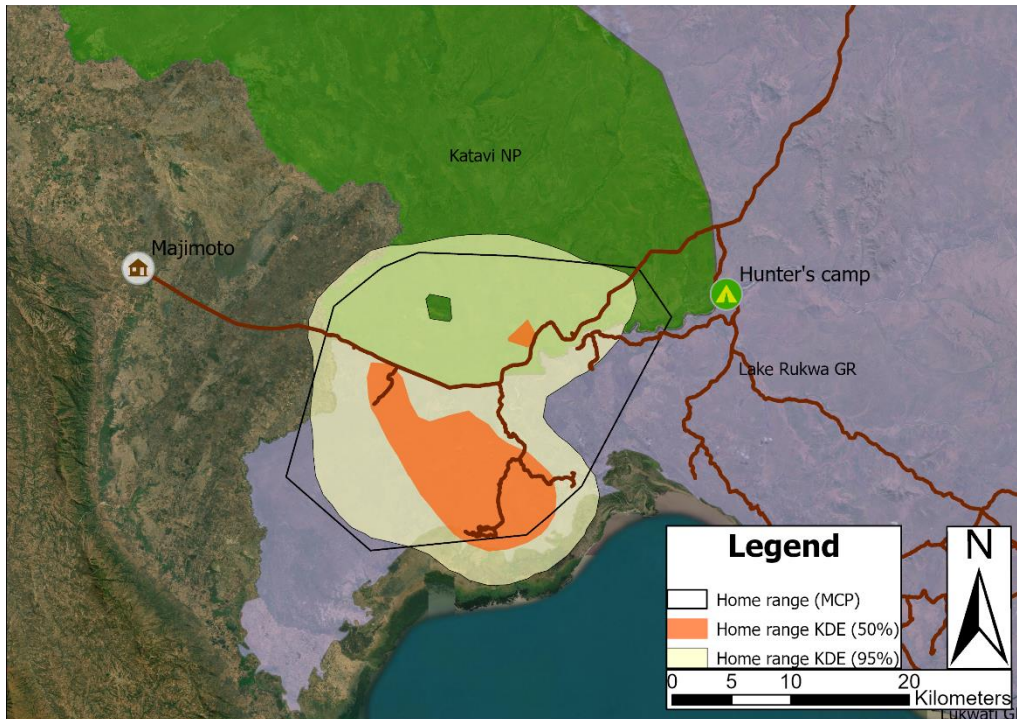 Katavi NP
Majimoto
Hunter's camp
Lake Rukwa GR
Legend
Home range (MCP)
Home range KDE (50%)
Home range KDE (95%)
N
0 5 10 20
Kilometers